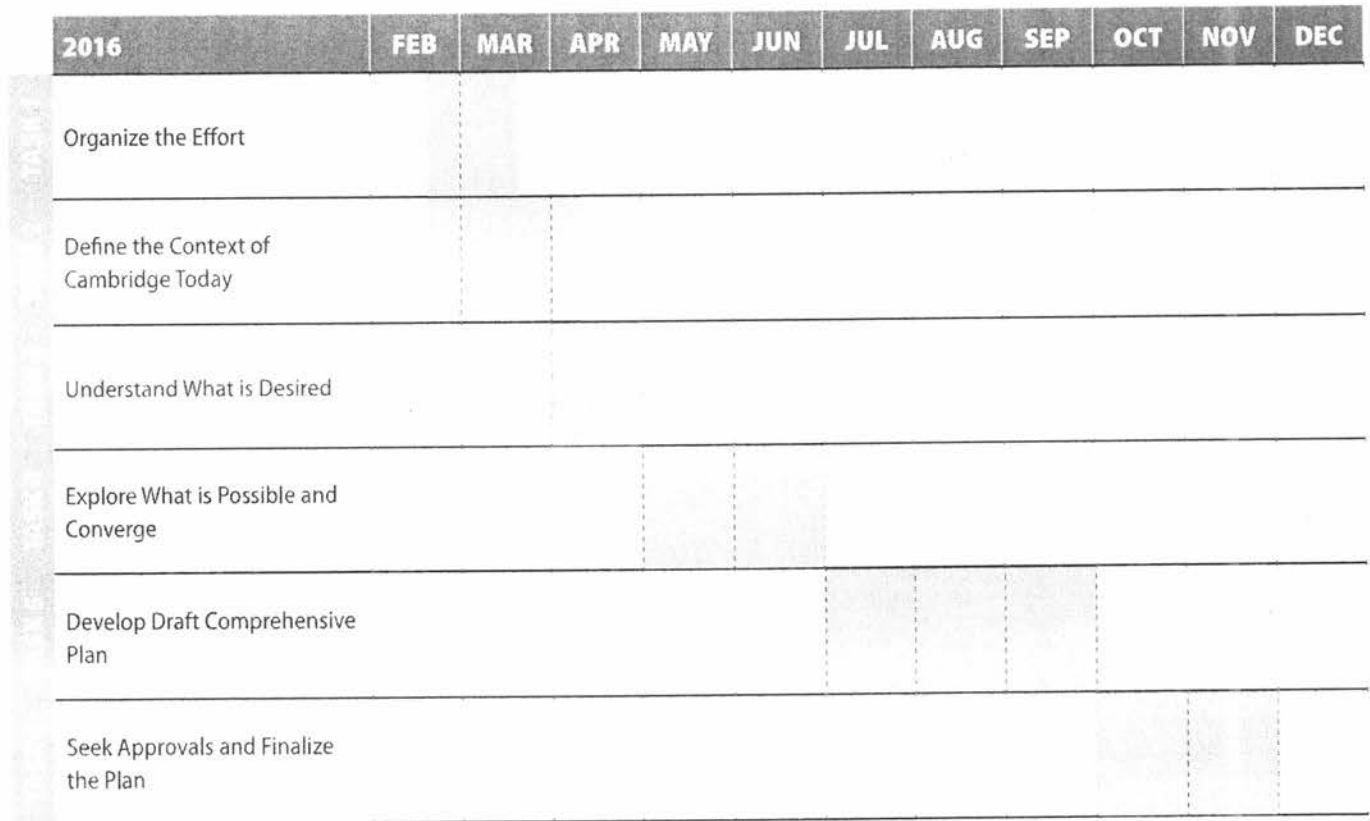 2016 FEB MAR APR MAY JUN JUL AUG SEP OCT NOV DEC
Organize the Effort
Define the Context of
Cambridge Today
Understand What is Desired
Explore What is Possible and
Converge
Develop Draft Comprehensive
Plan
Seek Approvals and Finalize
the Plan